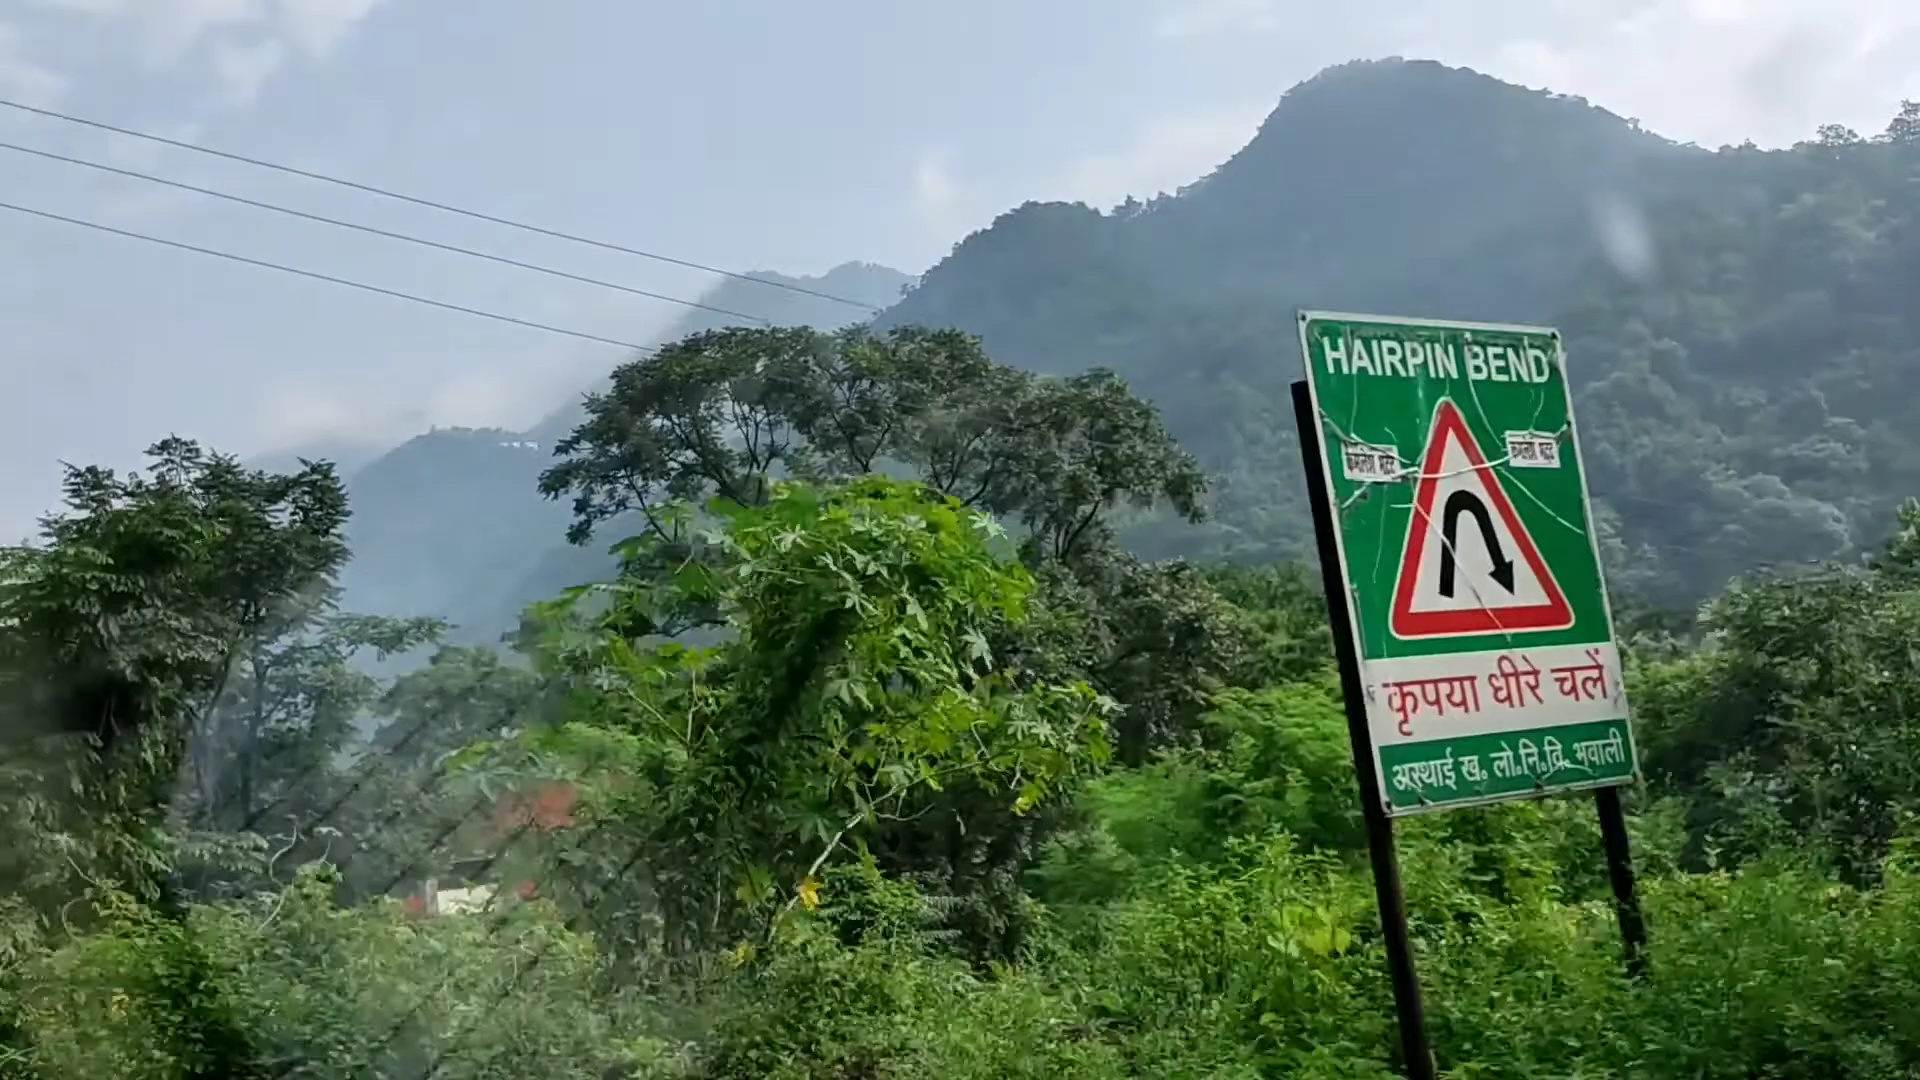 HAIRPIN BEND
कृपया धीरे चलें
अस्थाई ख. लो.नि.वि. भवाली